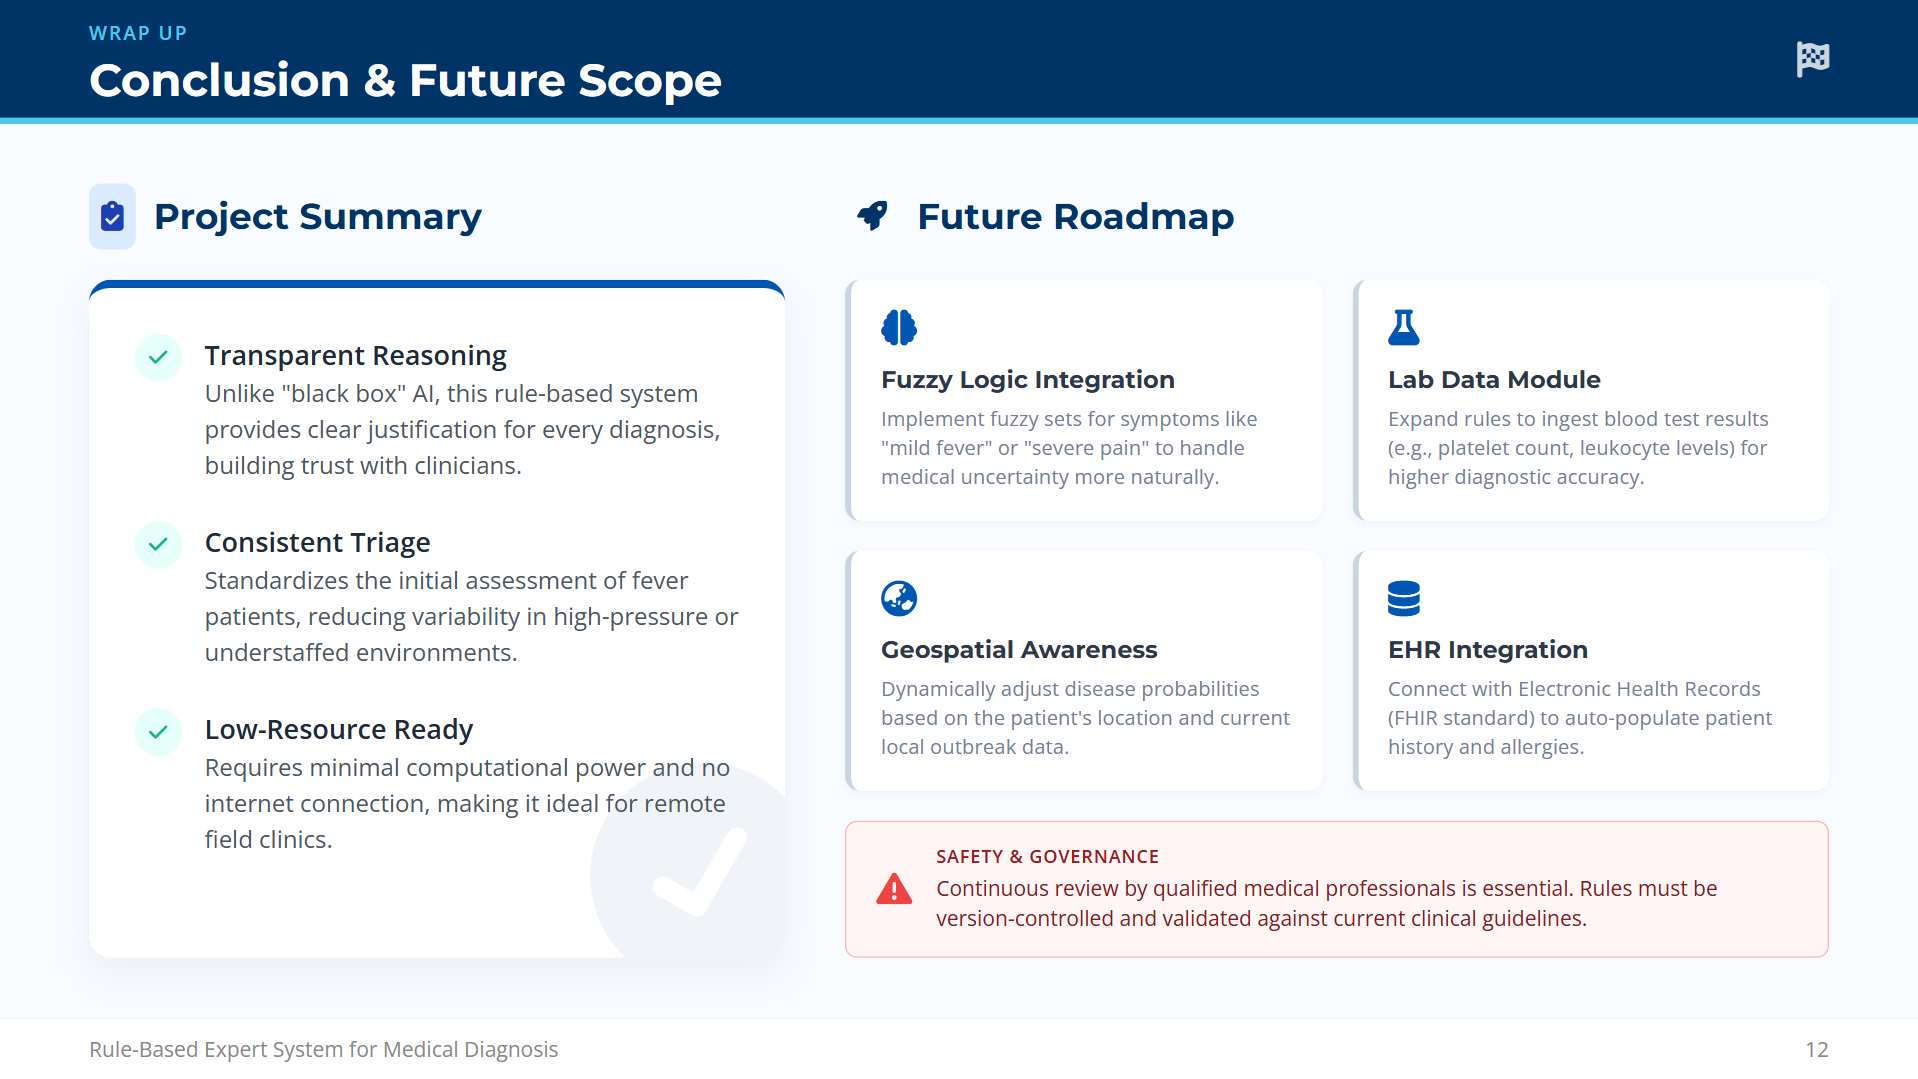 WRAP UP
Conclusion & Future Scope
Project Summary
Transparent Reasoning
Unlike "black box" AI, this rule-based system
provides clear justification for every diagnosis,
building trust with clinicians.
Consistent Triage
Standardizes the initial assessment of fever
patients, reducing variability in high-pressure or
understaffed environments.
Low-Resource Ready
Requires minimal computational power and no
internet connection, making it ideal for remote
field clinics.
Future Roadmap
Fuzzy Logic Integration
Implement fuzzy sets for symptoms like
"mild fever" or "severe pain" to handle
medical uncertainty more naturally.
Lab Data Module
Expand rules to ingest blood test results
(e.g., platelet count, leukocyte levels) for
higher diagnostic accuracy.
Geospatial Awareness
Dynamically adjust disease probabilities
based on the patient's location and current
local outbreak data.
EHR Integration
Connect with Electronic Health Records
(FHIR standard) to auto-populate patient
history and allergies.
SAFETY & GOVERNANCE
Continuous review by qualified medical professionals is essential. Rules must be
version-controlled and validated against current clinical guidelines.
Rule-Based Expert System for Medical Diagnosis
12